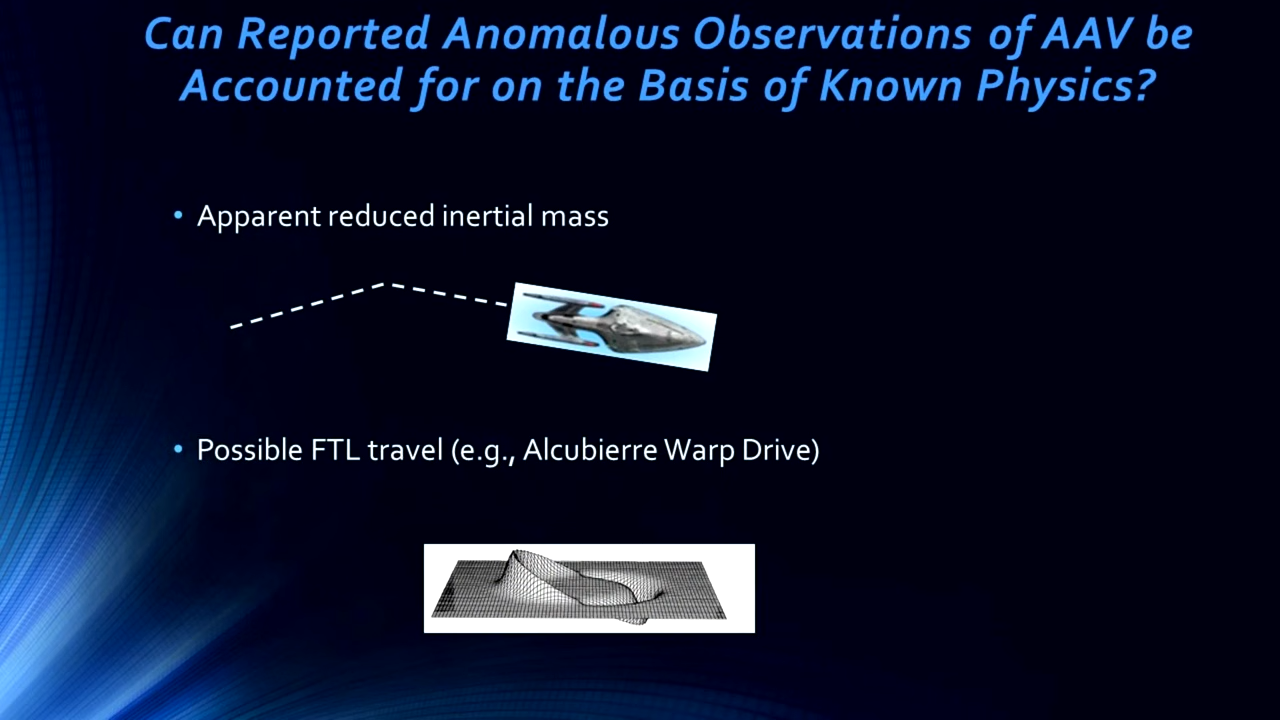 Can Reported Anomalous Observations of AAV be
Accounted for on the Basis of Known Physics?
• Apparent reduced inertial mass
• Possible FTL travel (e.g., Alcubierre Warp Drive)